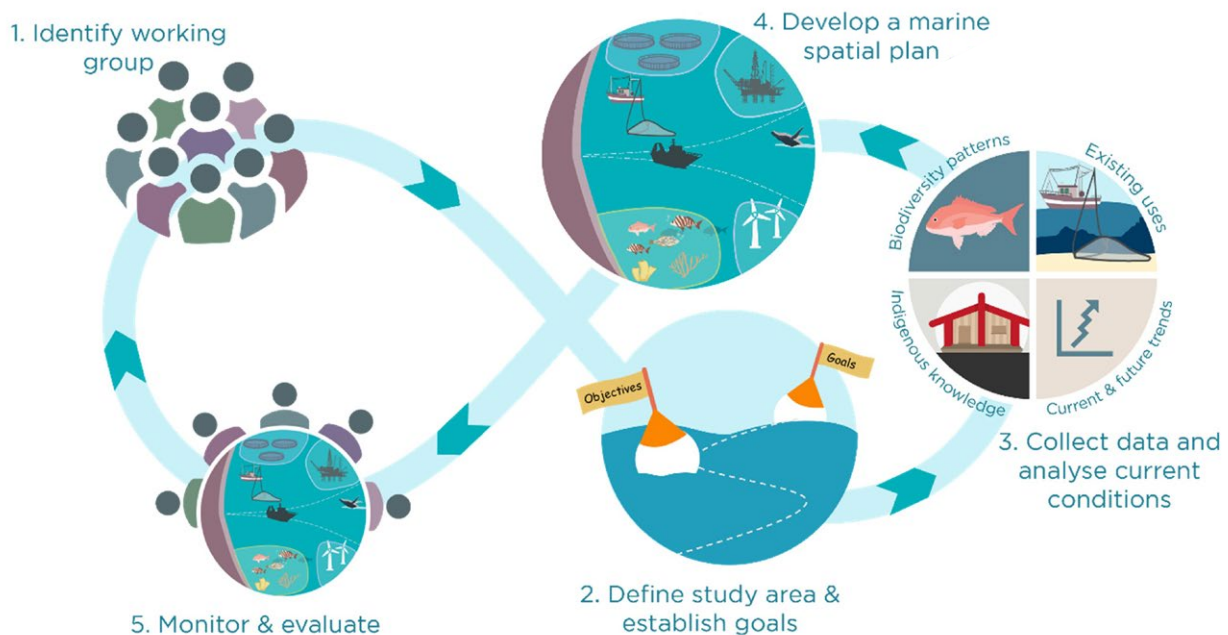 1. Identify working
group
4. Develop a marine
spatial plan
Biodiversity patterns
Existing uses
Indigenous knowledge
Current & future trends
Objectives
Goals
3. Collect data and
analyse current
conditions
2. Define study area &
establish goals
5. Monitor & evaluate